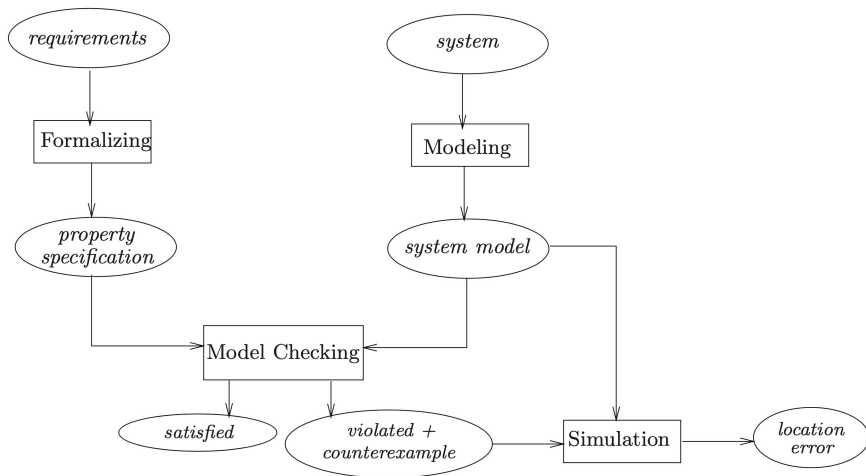 requirements
system
Formalizing
Modeling
property
specification
system model
Model Checking
satisfied
violated +
counterexample
Simulation
location
error